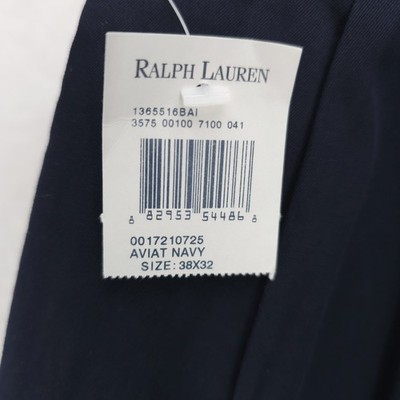 RALPH LAUREN
1365516BAI
3575 00100 7100 041
8 82953 54486 8
0017210725
AVIAT NAVY
SIZE: 38X32